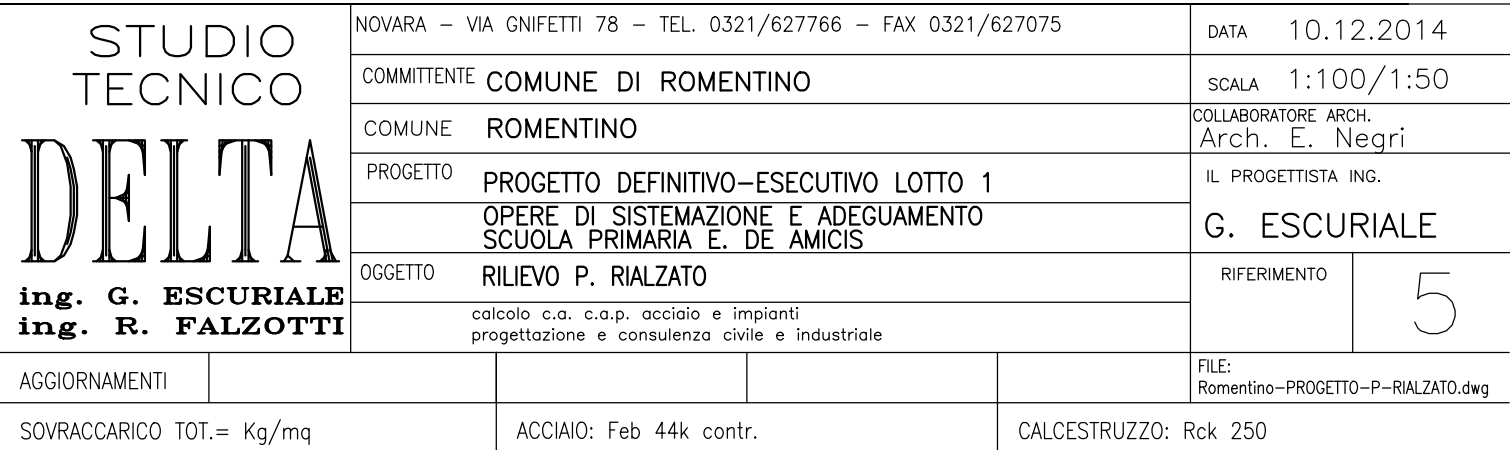 STUDIO
TECNICO
DELTA
ing. G. ESCURIALE
ing. R. FALZOTTI
NOVARA – VIA GNIFETTI 78 – TEL. 0321/627766 – FAX 0321/627075
COMMITTENTE COMUNE DI ROMENTINO
COMUNE ROMENTINO
PROGETTO PROGETTO DEFINITIVO–ESECUTIVO LOTTO 1
OPERE DI SISTEMAZIONE E ADEGUAMENTO
SCUOLA PRIMARIA E. DE AMICIS
OGGETTO RILIEVO P. RIALZATO
calcolo c.a. c.a.p. acciaio e impianti
progettazione e consulenza civile e industriale
DATA 10.12.2014
SCALA 1:100/1:50
COLLABORATORE ARCH.
Arch. E. Negri
IL PROGETTISTA ING.
G. ESCURIALE
RIFERIMENTO 5
AGGIORNAMENTI
FILE:
Romentino–PROGETTO–P–RIALZATO.dwg
SOVRACCARICO TOT.= Kg/mq
ACCIAIO: Feb 44k contr.
CALCESTRUZZO: Rck 250